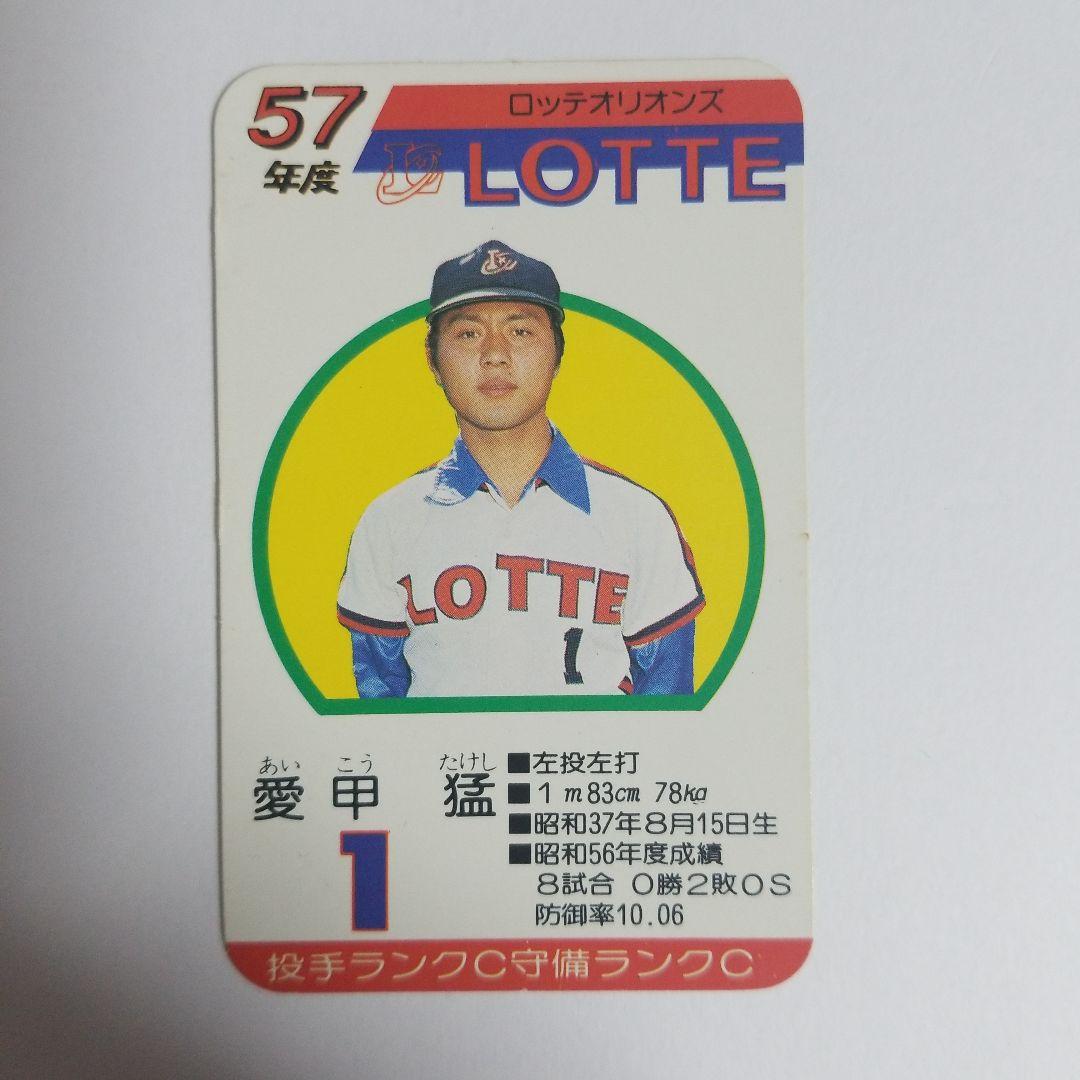 57
年度
ロッテオリオンズ
LOTTE
LOTTE
1
あい こう たけし
愛甲 猛
1
■左投左打
■1m83cm 78kg
■昭和37年8月15日生
■昭和56年度成績
8試合 0勝2敗0S
防御率10.06
投手ランクC守備ランクC